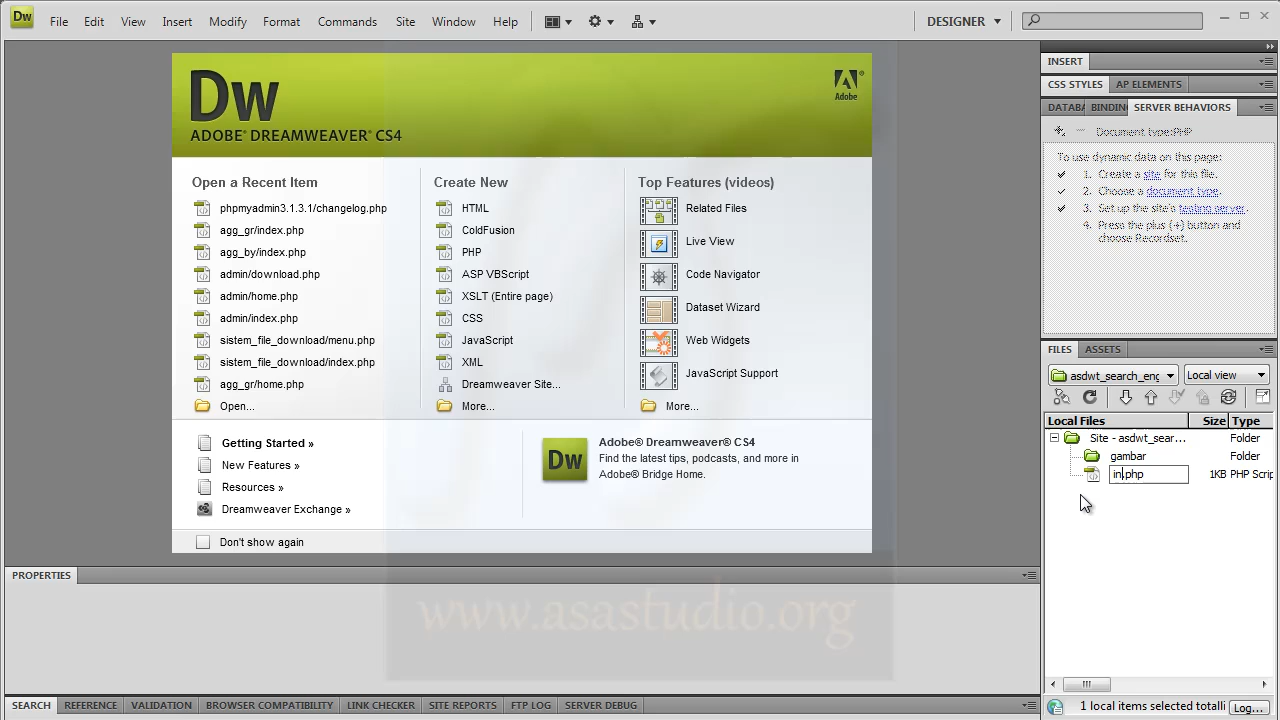 Dw File Edit View Insert Modify Format Commands Site Window Help DESIGNER
INSERT
CSS STYLES AP ELEMENTS
DATABA BINDING SERVER BEHAVIORS
Document type:PHP
To use dynamic data on this page:
1. Create a site for this file.
2. Choose a document type.
3. Set up the site's testing server.
4. Press the plus (+) button and
choose Recordset.
Dw
ADOBE® DREAMWEAVER® CS4
Adobe
Open a Recent Item
phpmyadmin3.1.3.1/changelog.php
agg_gr/index.php
agg_by/index.php
admin/download.php
admin/home.php
admin/index.php
sistem_file_download/menu.php
sistem_file_download/index.php
agg_gr/home.php
Open...
Create New
HTML
ColdFusion
PHP
ASP VBScript
XSLT (Entire page)
CSS
JavaScript
XML
Dreamweaver Site...
More...
Top Features (videos)
Related Files
Live View
Code Navigator
Dataset Wizard
Web Widgets
JavaScript Support
More...
Getting Started »
New Features »
Resources »
Dreamweaver Exchange »
Dw
Adobe® Dreamweaver® CS4
Find the latest tips, podcasts, and more in
Adobe® Bridge Home.
Don't show again
FILES ASSETS
asdwt_search_eng Local view
Local Files Size Type
Site - asdwt_sear... Folder
gambar Folder
in.php 1KB PHP Scrip
PROPERTIES
www.asastudio.org
SEARCH REFERENCE VALIDATION BROWSER COMPATIBILITY LINK CHECKER SITE REPORTS FTP LOG SERVER DEBUG
1 local items selected totalli Log...